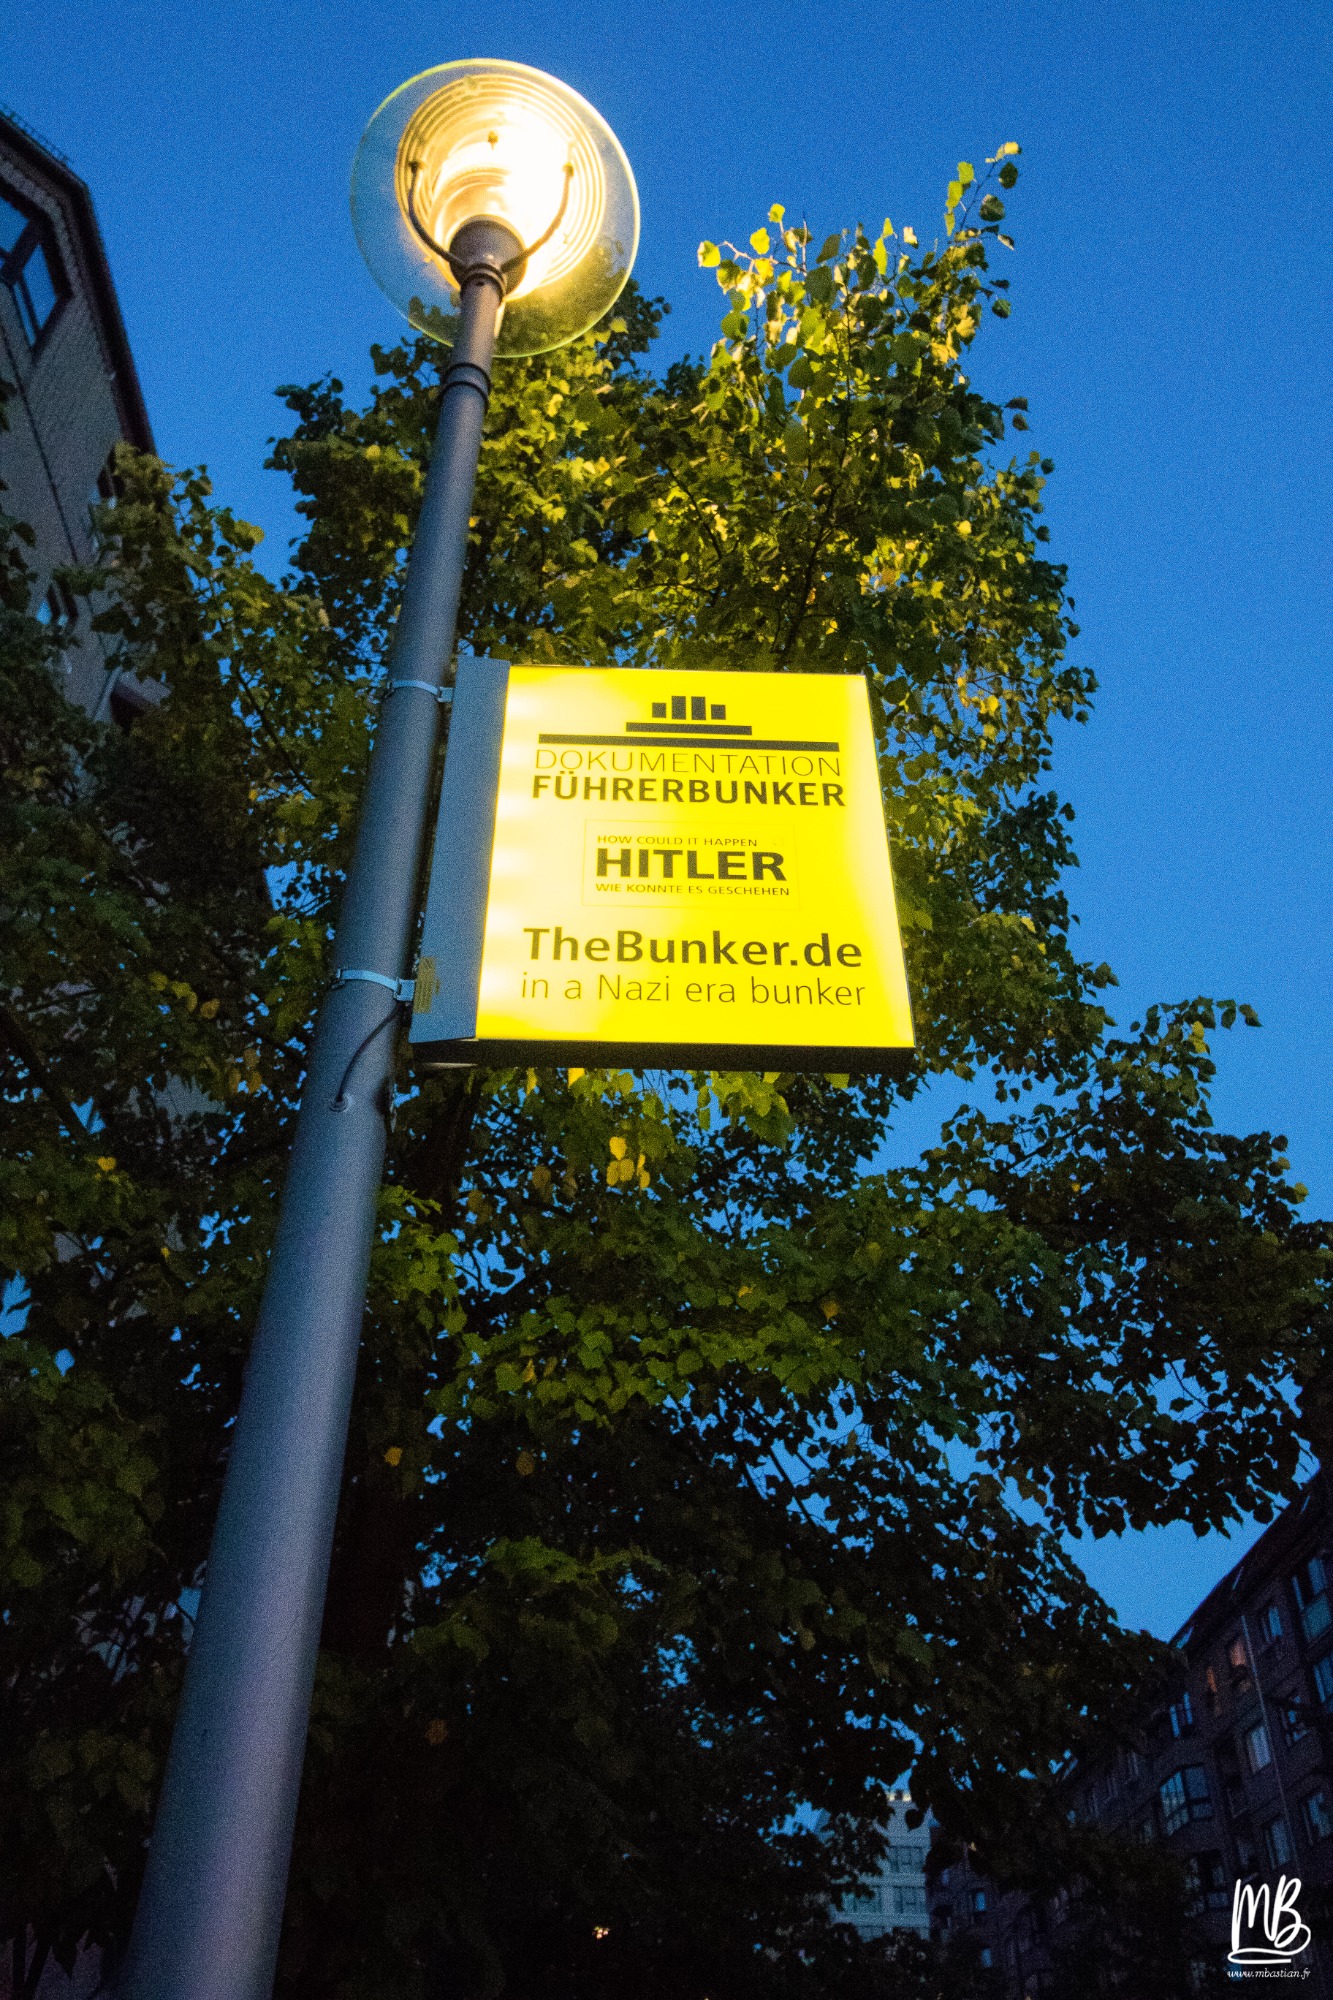 DOKUMENTATION
FÜHRERBUNKER
HOW COULD IT HAPPEN
HITLER
WIE KONNTE ES GESCHEHEN
TheBunker.de
in a Nazi era bunker
MB
www.mbastian.fr